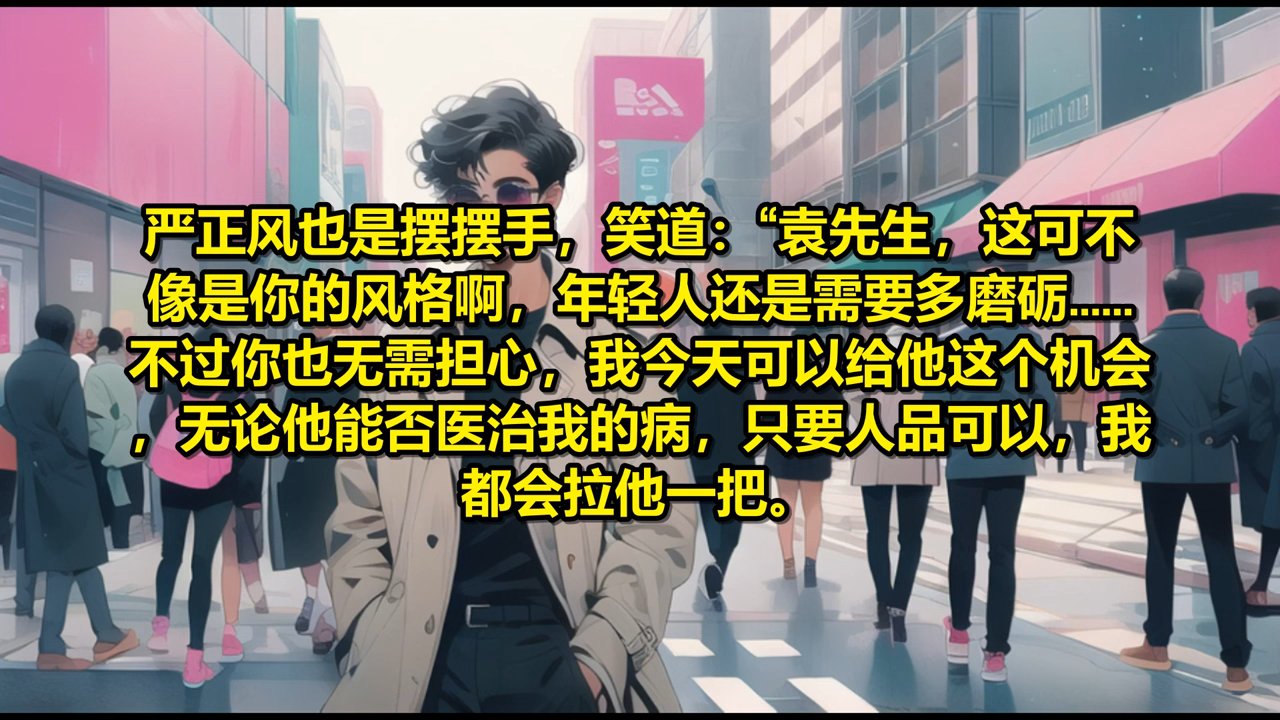 严正风也是摆摆手，笑道：“袁先生，这可不
像是你的风格啊，年轻人还是需要多磨砺......
不过你也无需担心，我今天可以给他这个机会
，无论他能否医治我的病，只要人品可以，我
都会拉他一把。